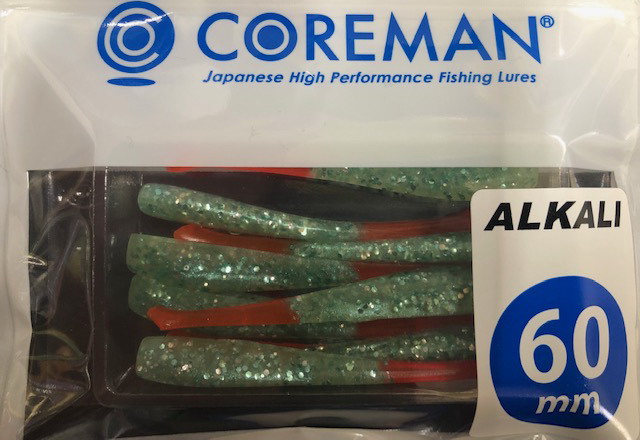 COREMAN®
Japanese High Performance Fishing Lures
ALKALI
60
mm